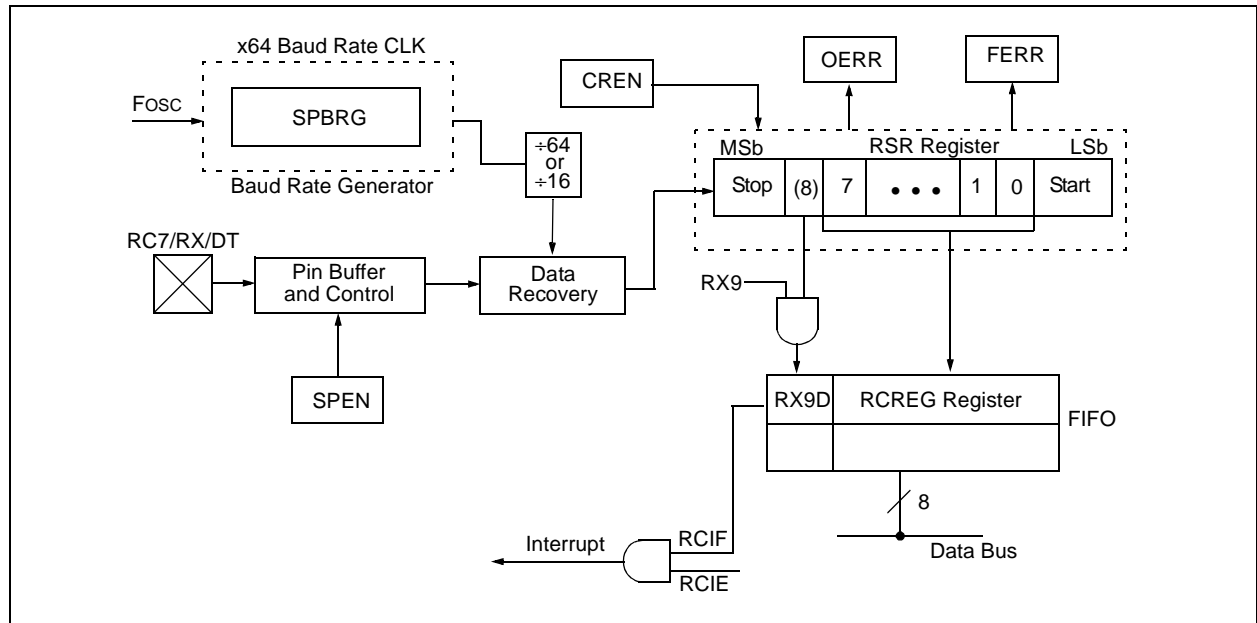 x64 Baud Rate CLK
FOSC
SPBRG
Baud Rate Generator
÷64
or
÷16
CREN
OERR
FERR
MSb
RSR Register
LSb
Stop
(8)
7
• • •
1
0
Start
RC7/RX/DT
Pin Buffer
and Control
Data
Recovery
SPEN
RX9
RX9D
RCREG Register
FIFO
8
Data Bus
Interrupt
RCIF
RCIE